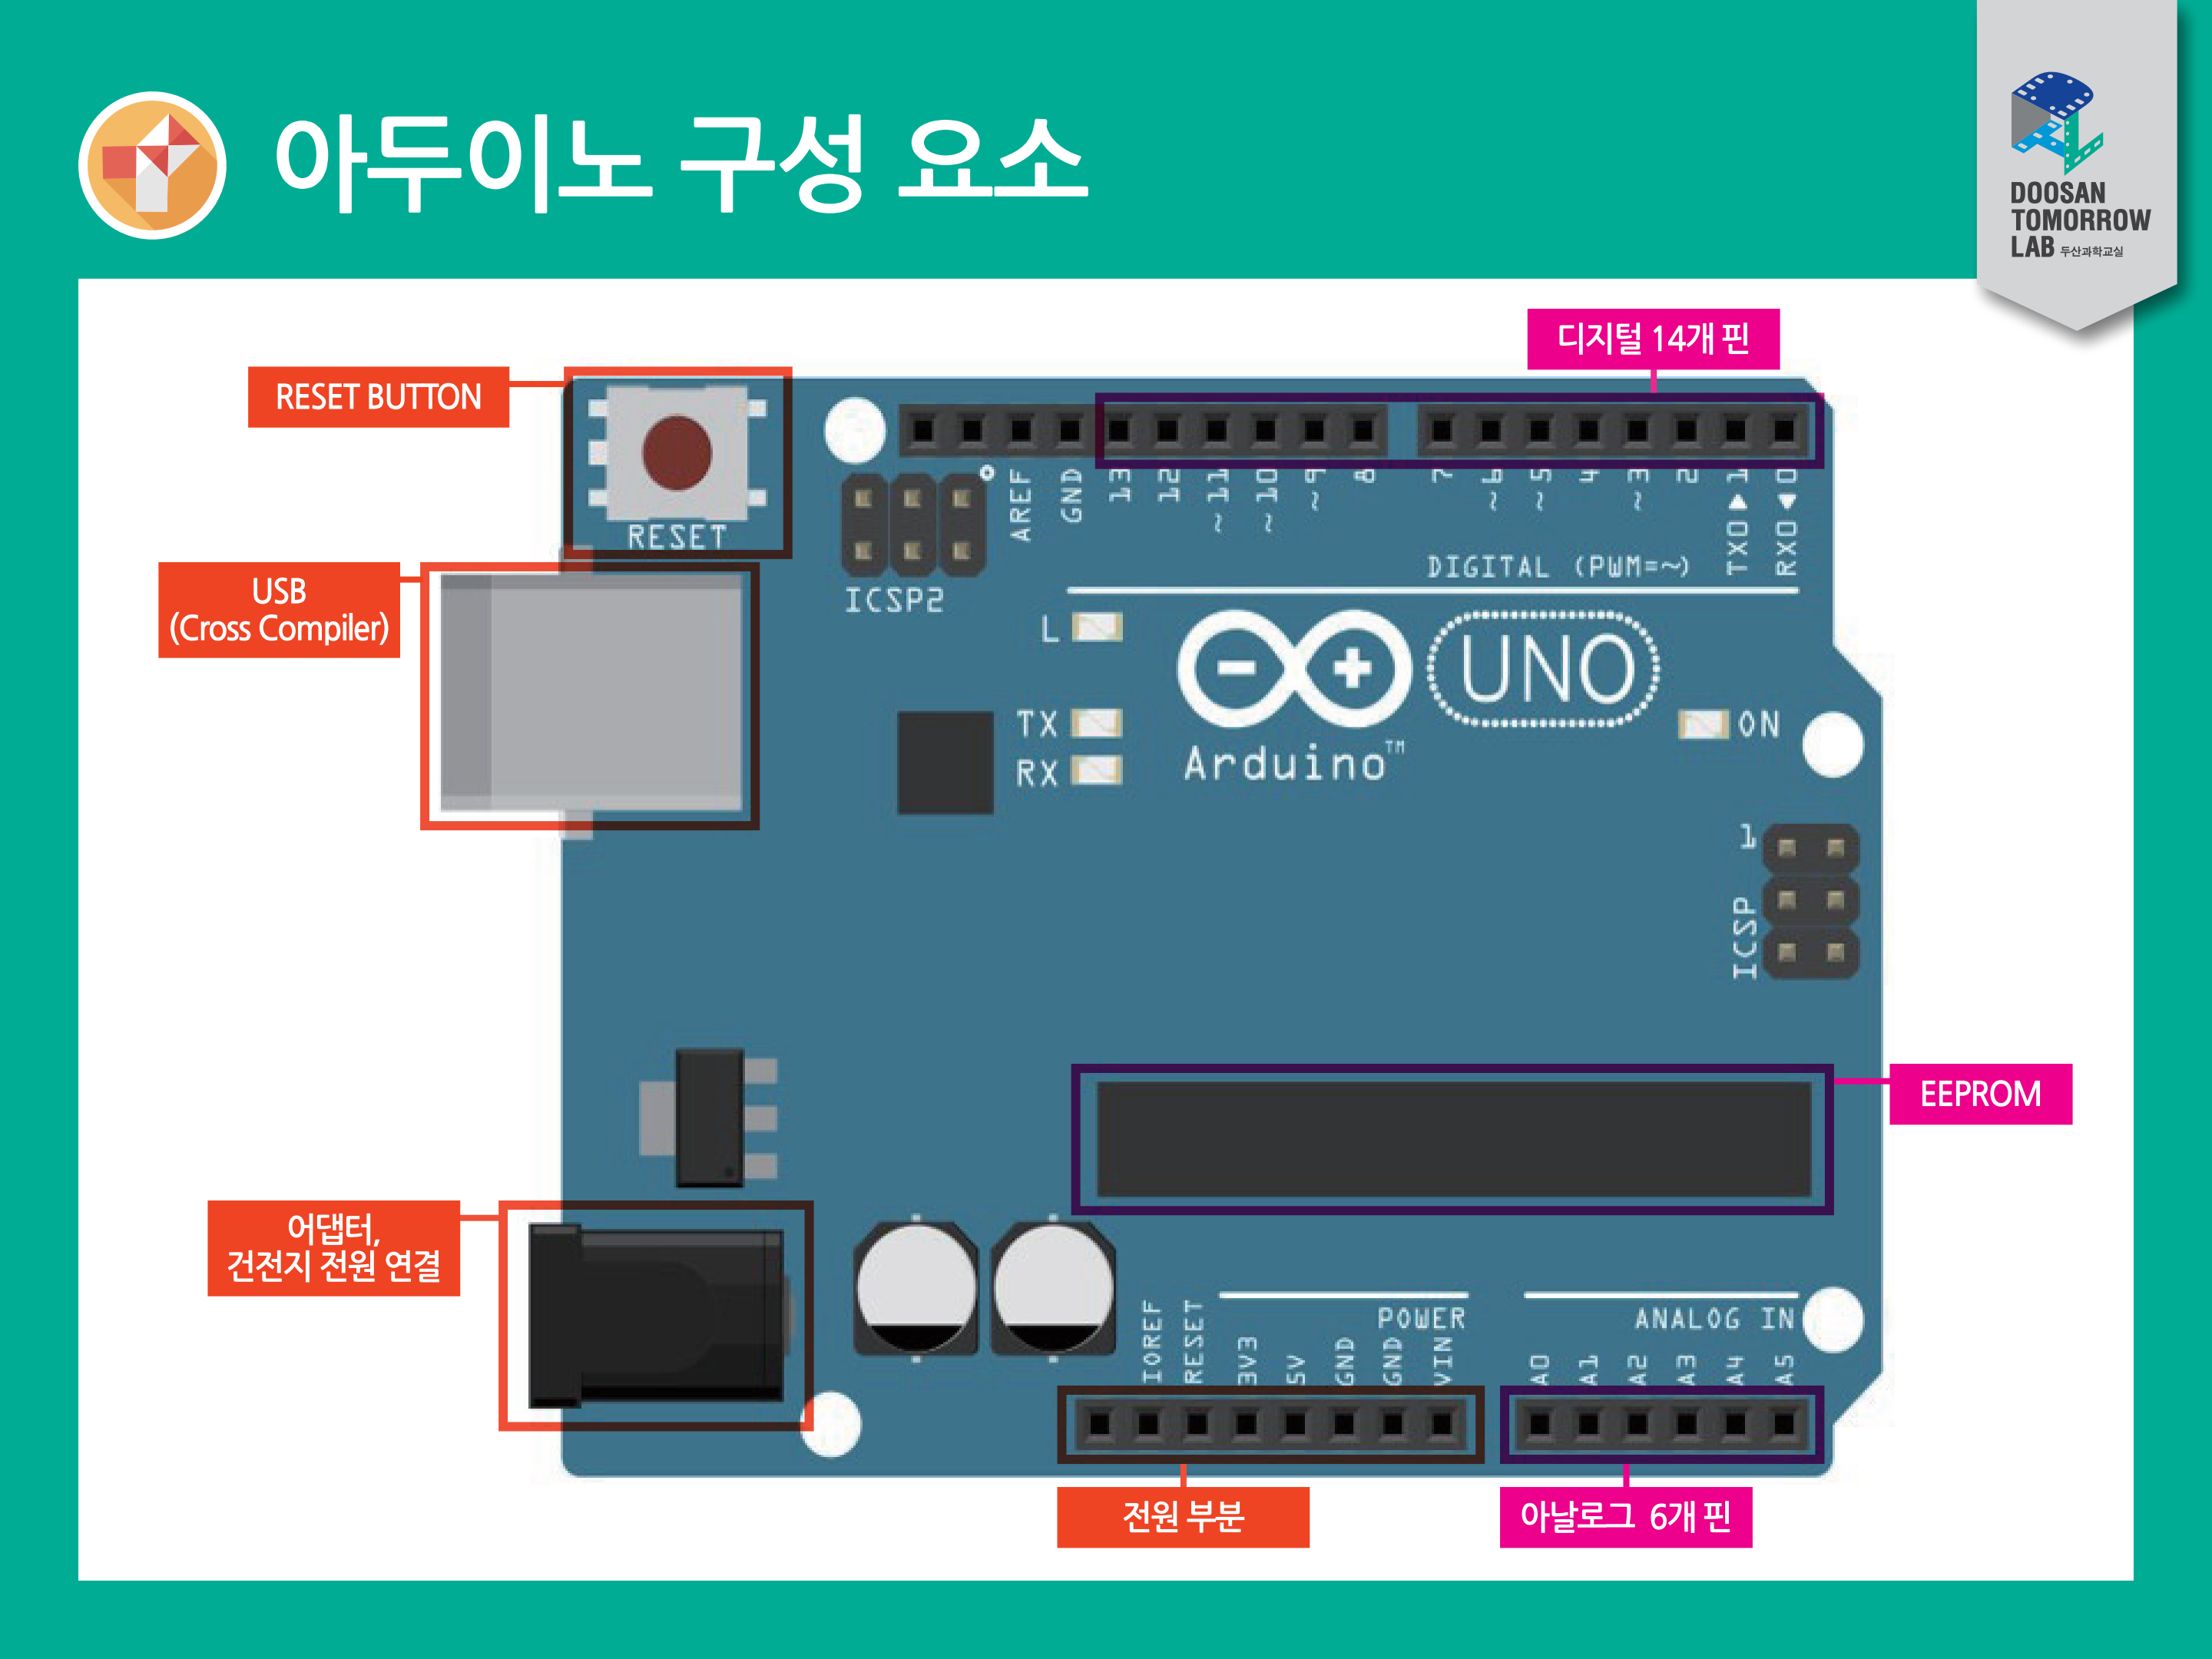 아두이노 구성 요소
DOOSAN
TOMORROW
LAB 두산과학교실
디지털 14개 핀
RESET BUTTON
RESET
USB
(Cross Compiler)
AREF
GND
13
12
~11
~10
~9
8
7
~6
~5
4
~3
2
TXO▶1
RXO◀0
DIGITAL (PWM=~)
ICSP2
L
TX
RX
UNO
Arduino™
ON
1
ICSP
EEPROM
어댑터,
건전지 전원 연결
POWER
ANALOG IN
IOREF
RESET
3V3
5V
GND
GND
VIN
A0
A1
A2
A3
A4
A5
전원 부분
아날로그 6개 핀